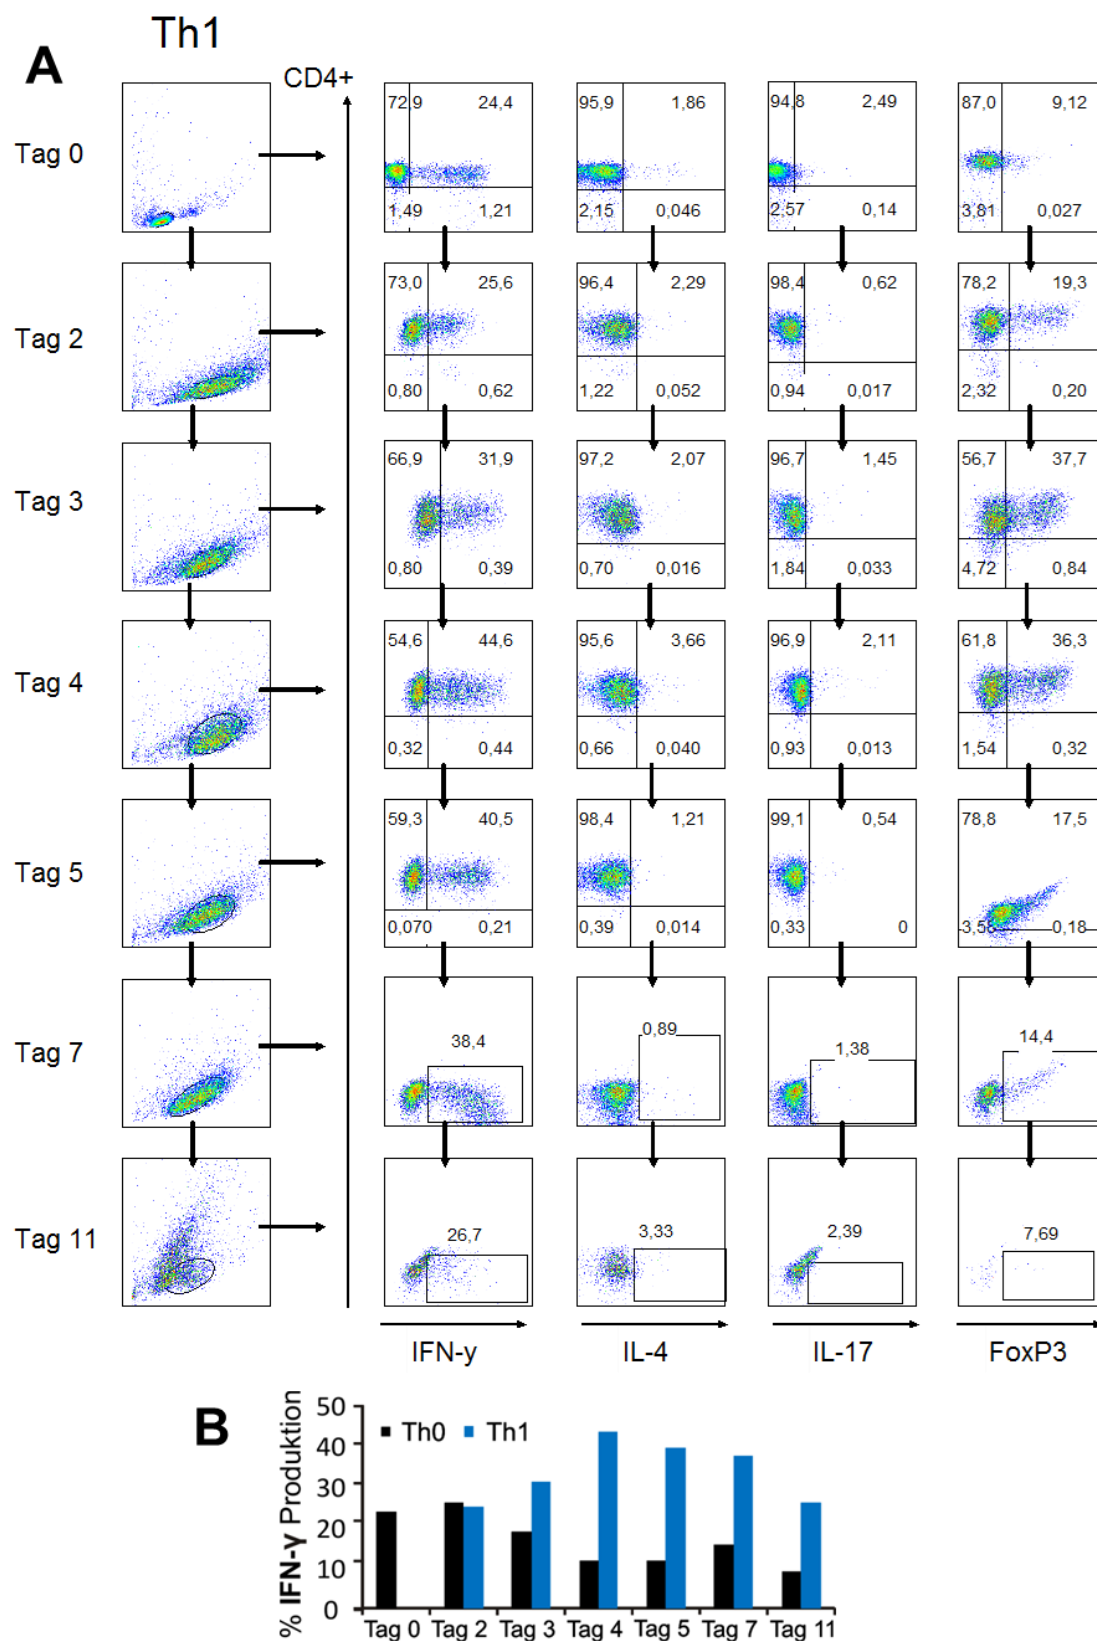 Th1
A
CD4+
Tag 0
72,9 24,4 95,9 1,86 94,8 2,49 87,0 9,12
1,49 1,21 2,15 0,046 2,57 0,14 3,81 0,027
Tag 2
73,0 25,6 96,4 2,29 98,4 0,62 78,2 19,3
0,80 0,62 1,22 0,052 0,94 0,017 2,32 0,20
Tag 3
66,9 31,9 97,2 2,07 96,7 1,45 56,7 37,7
0,80 0,39 0,70 0,016 1,84 0,033 4,72 0,84
Tag 4
54,6 44,6 95,6 3,66 96,9 2,11 61,8 36,3
0,32 0,44 0,66 0,040 0,93 0,013 1,54 0,32
Tag 5
59,3 40,5 98,4 1,21 99,1 0,54 78,8 17,5
0,070 0,21 0,39 0,014 0,33 0 3,58 0,18
Tag 7
38,4 0,89 1,38 14,4
Tag 11
26,7 3,33 2,39 7,69
IFN-y IL-4 IL-17 FoxP3
B
% IFN-γ Produktion
50
40
30
20
10
0
Th0 Th1
Tag 0 Tag 2 Tag 3 Tag 4 Tag 5 Tag 7 Tag 11